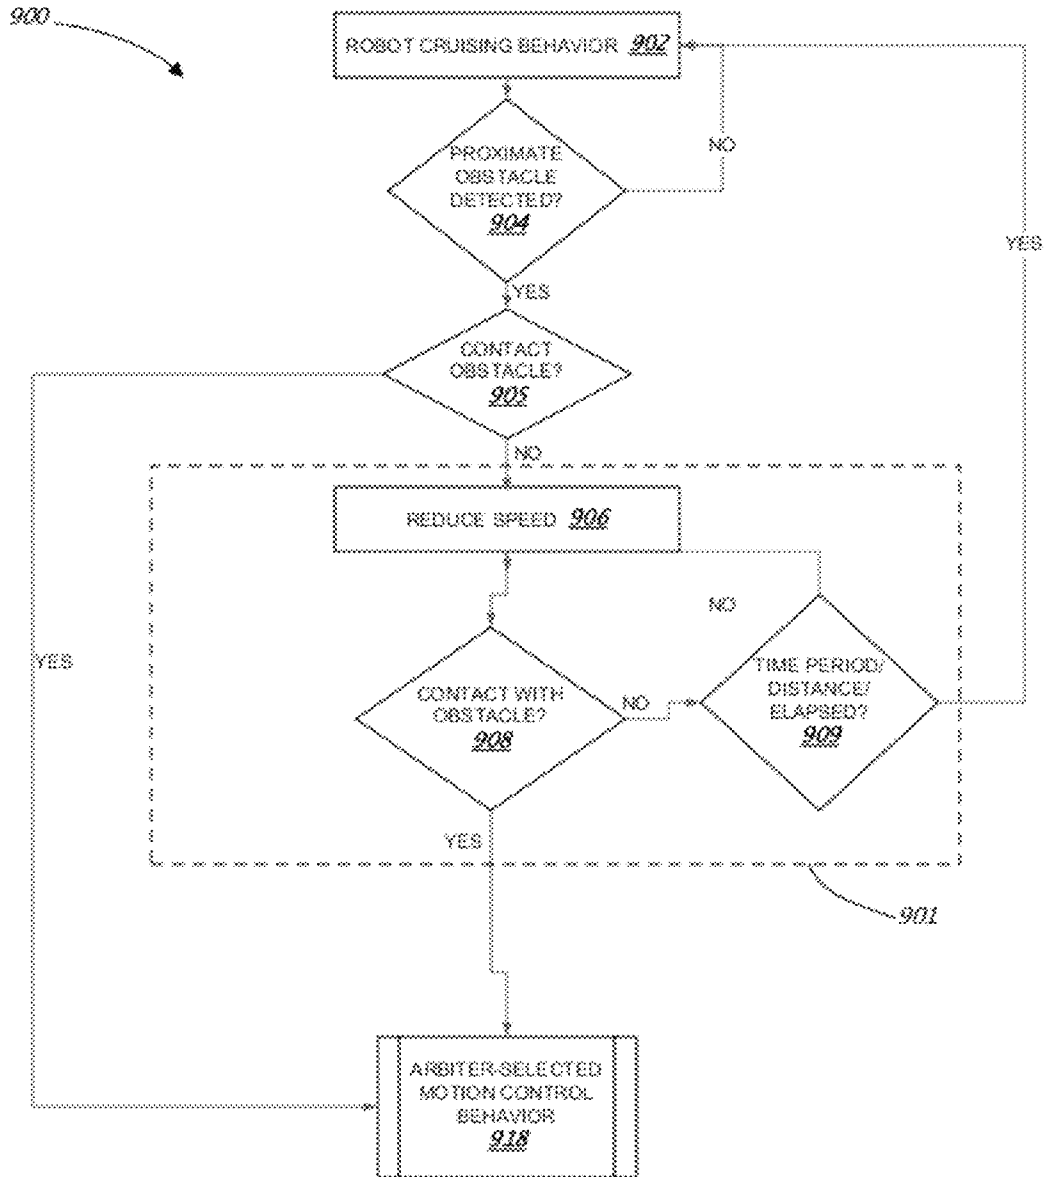 900
ROBOT CRUISING BEHAVIOR 902
NO
PROXIMATE
OBSTACLE
DETECTED?
904
YES
YES
CONTACT
OBSTACLE?
905
NO
REDUCE SPEED 906
NO
YES
TIME PERIOD/
DISTANCE/
ELAPSED?
909
CONTACT WITH
OBSTACLE?
908
NO
YES
901
ARBITER-SELECTED
MOTION CONTROL
BEHAVIOR
918